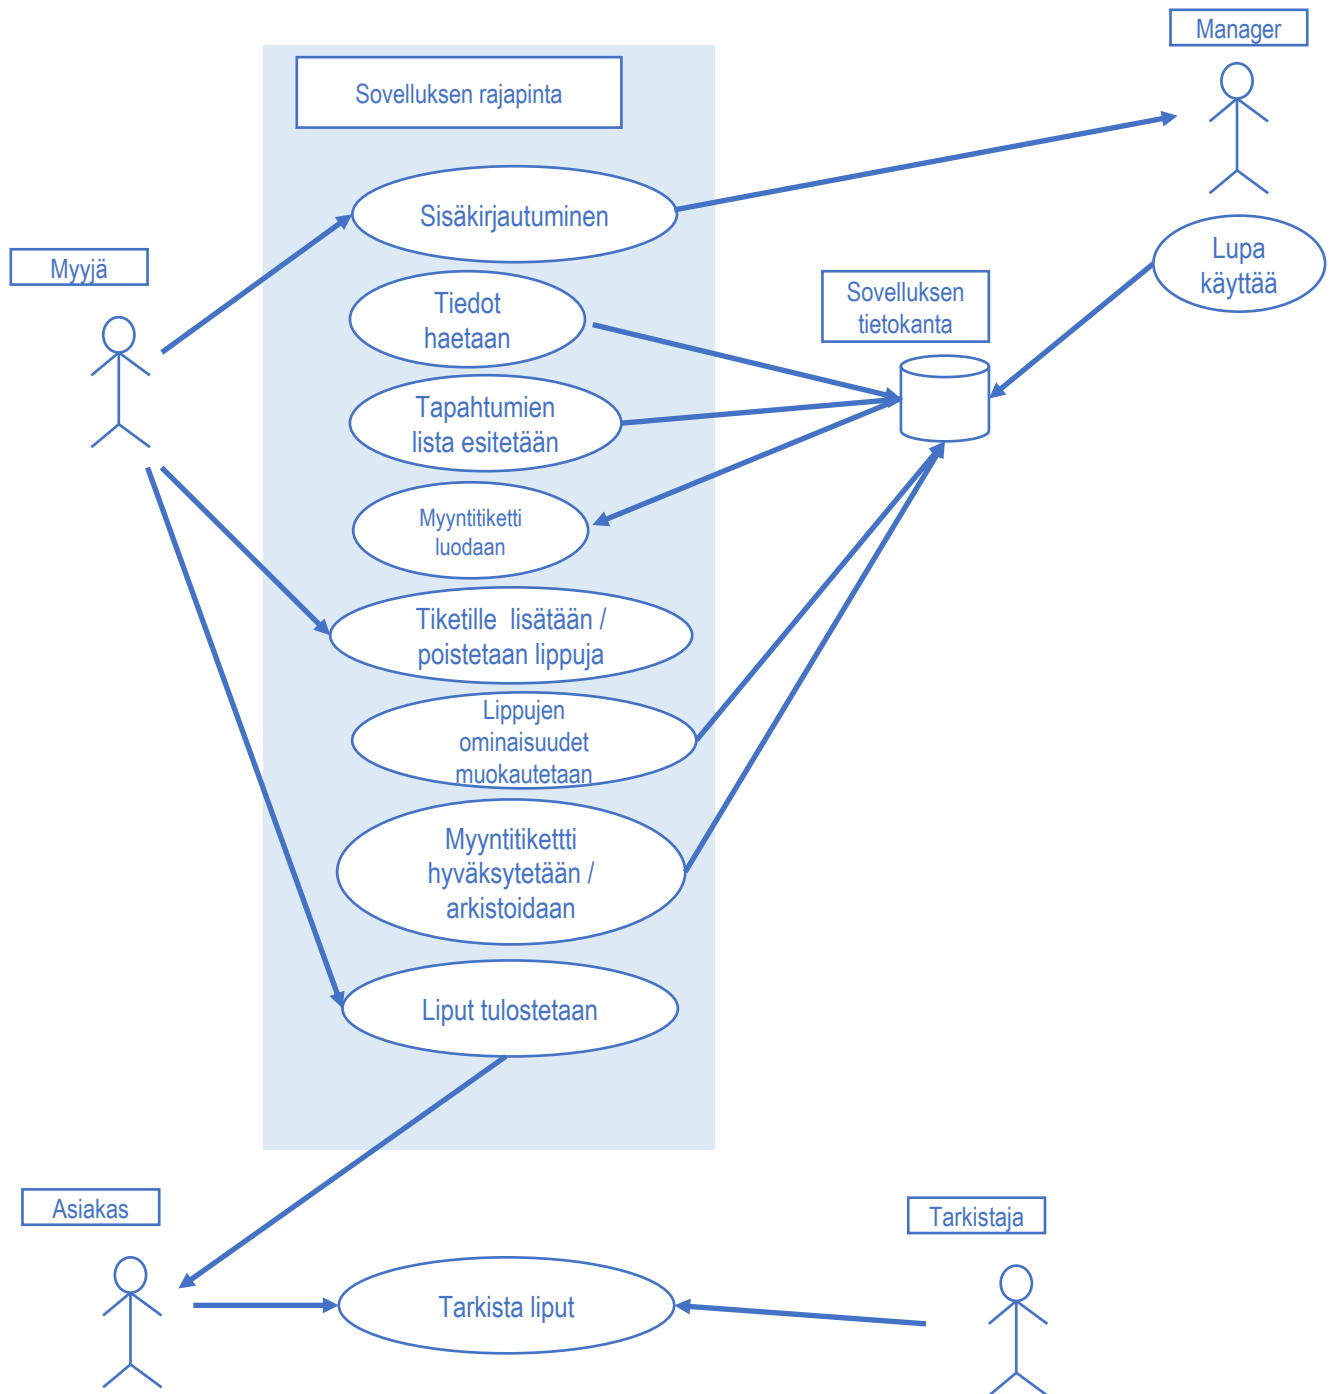 Manager
Sovelluksen rajapinta
Sisäkirjautuminen
Myyjä
Lupa
käyttää
Tiedot
haetaan
Sovelluksen
tietokanta
Tapahtumien
lista esitetään
Myyntitiketti
luodaan
Tiketille  lisätään /
poistetaan lippuja
Lippujen
ominaisuudet
muokautetaan
Myyntitikettti
hyväksytetään /
arkistoidaan
Liput tulostetaan
Asiakas
Tarkistaja
Tarkista liput